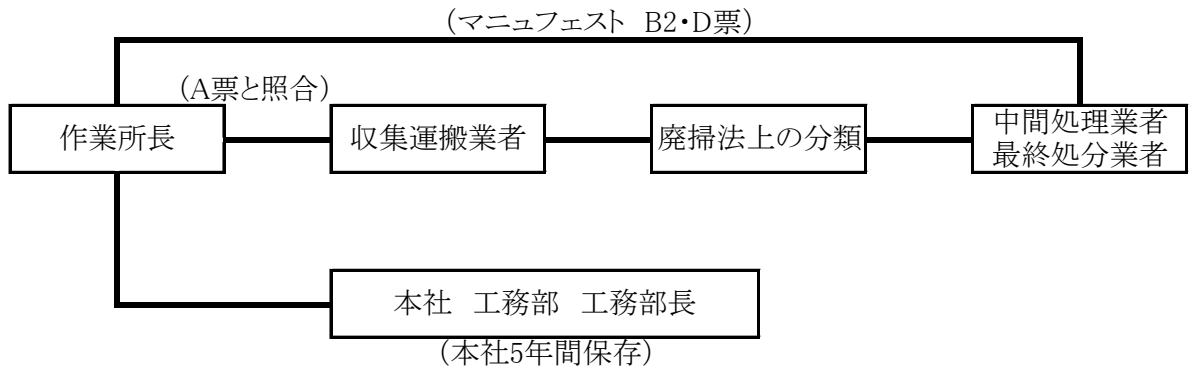 (マニュフェスト　B2・D票)
(A票と照合)
作業所長
収集運搬業者
廃掃法上の分類
中間処理業者
最終処分業者
本社　工務部　工務部長
(本社5年間保存)